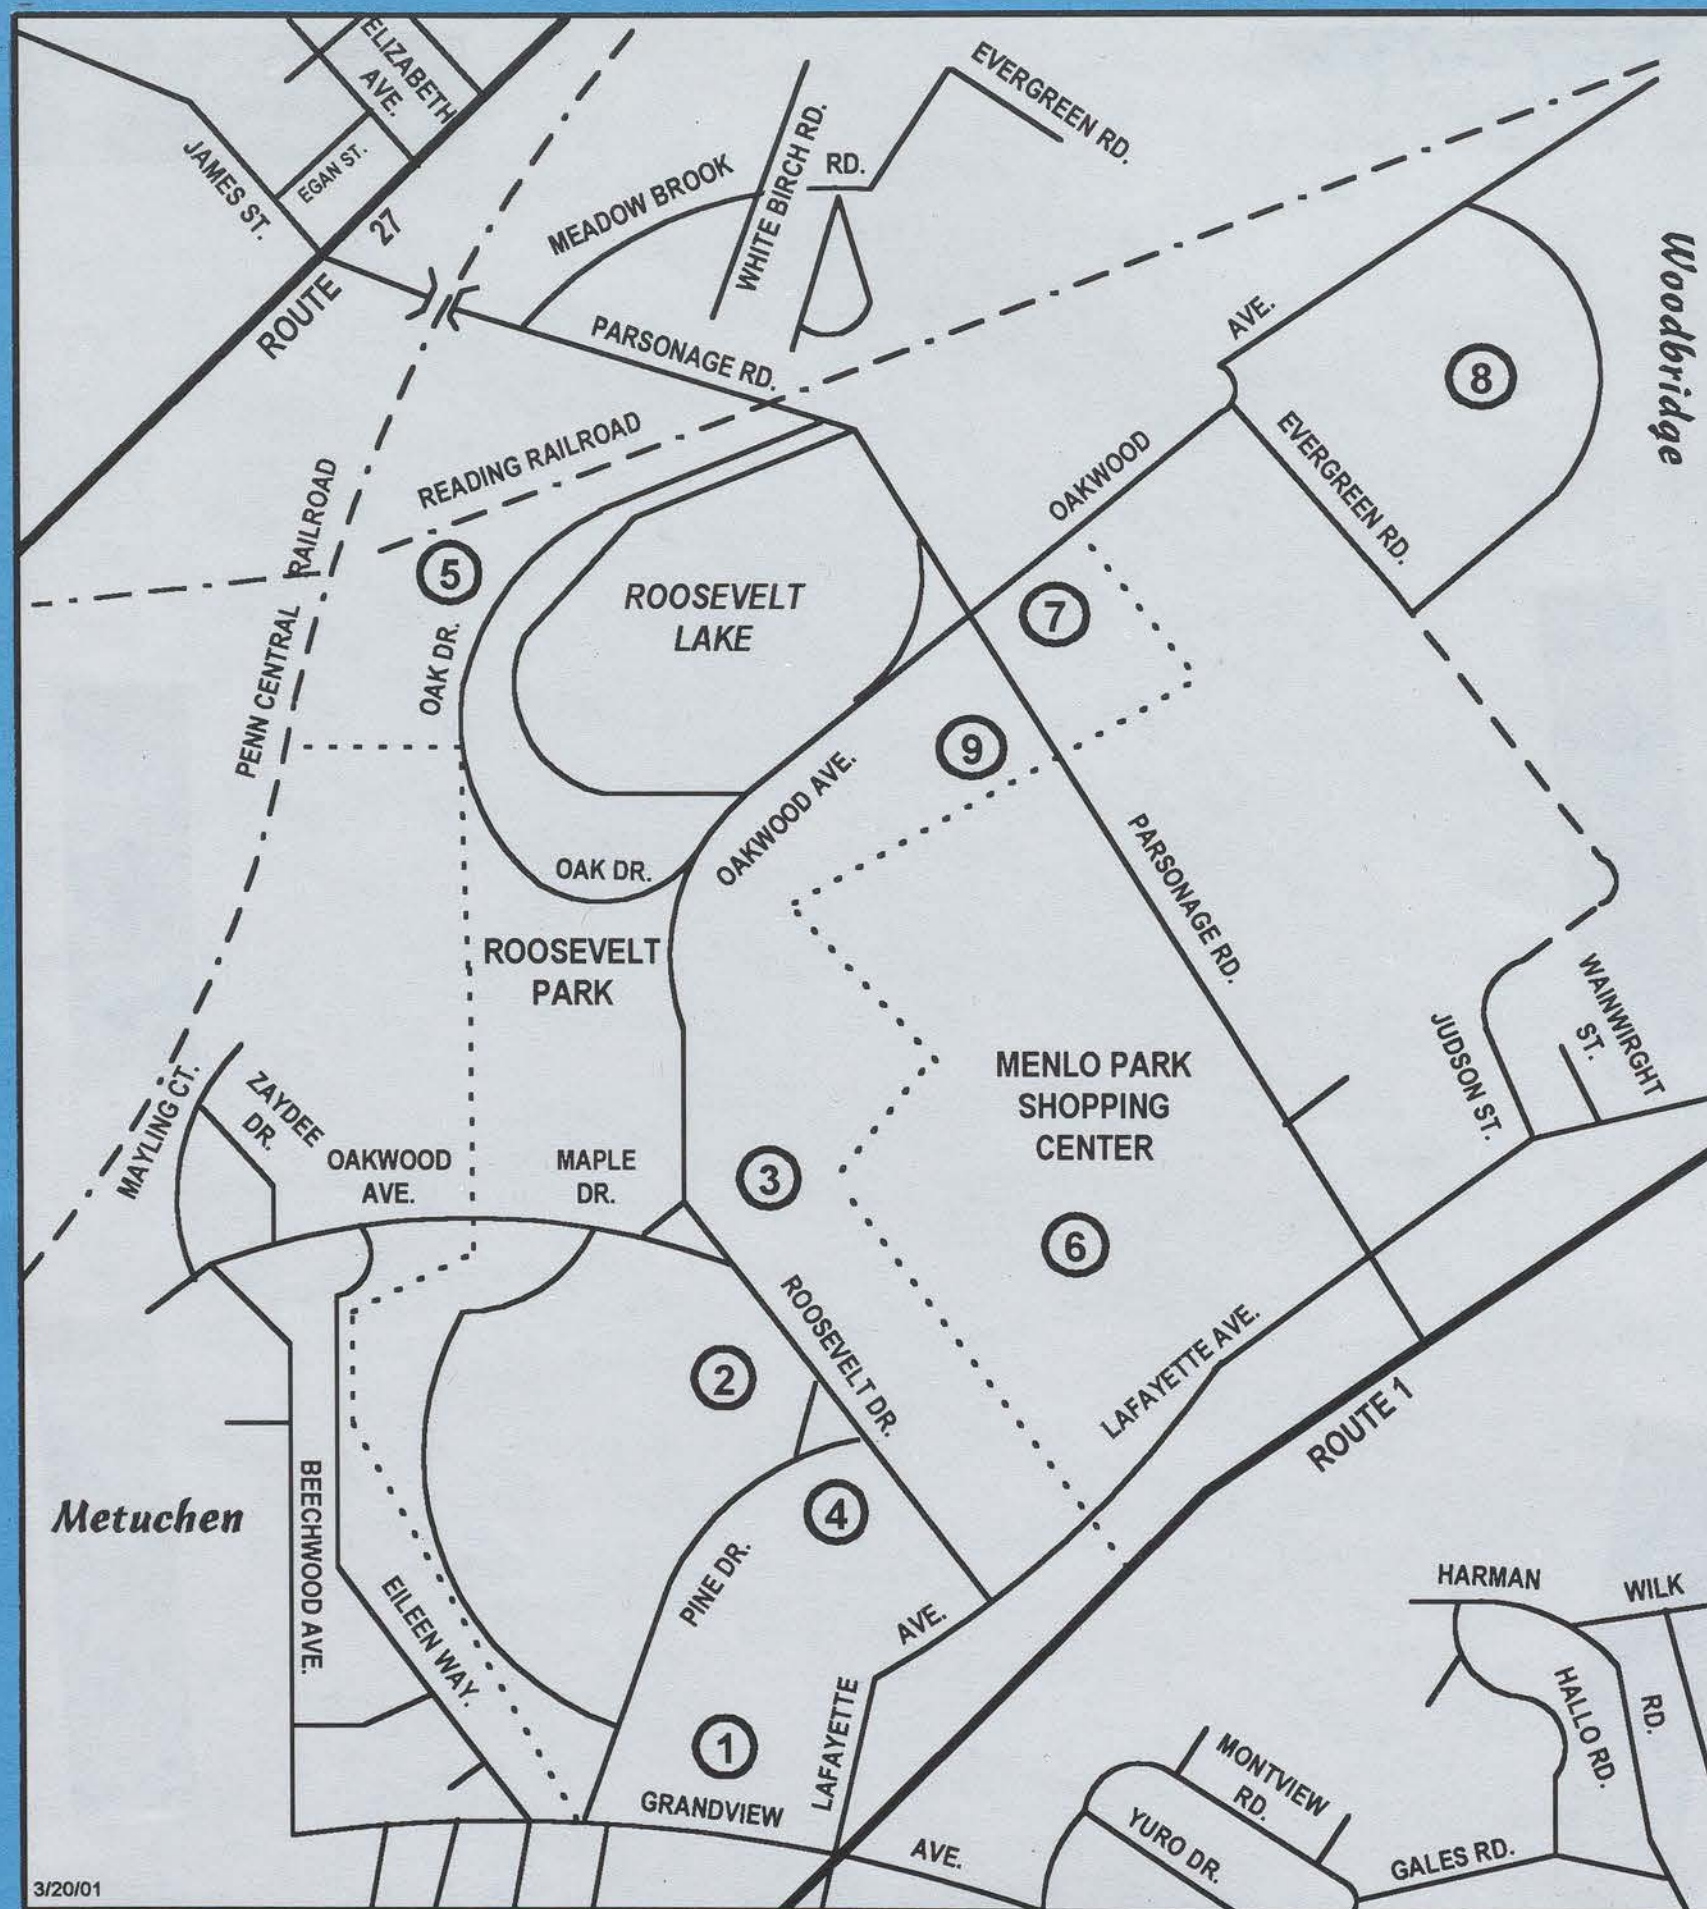 ELIZABETH
AVE.
EGAN ST.
JAMES ST.
ROUTE
27
MEADOW BROOK
RD.
WHITE BIRCH RD.
EVERGREEN RD.
PARSONAGE RD.
AVE.
Woodbridge
8
READING RAILROAD
OAKWOOD
EVERGREEN RD.
PENN CENTRAL
RAILROAD
5
OAK DR.
ROOSEVELT
LAKE
7
9
OAKWOOD AVE.
OAK DR.
PARSONAGE RD.
ROOSEVELT
PARK
MENLO PARK
SHOPPING
CENTER
JUDSON ST.
WAINWIRGHT
ST.
MAYLING CT.
ZAYDEE
DR.
OAKWOOD
AVE.
MAPLE
DR.
3
6
ROOSEVELT DR.
2
LAFAYETTE AVE.
ROUTE 1
Metuchen
BEECHWOOD AVE.
EILEEN WAY.
4
PINE DR.
AVE.
LAFAYETTE
1
GRANDVIEW
AVE.
HARMAN
WILK
RD.
HALLO RD.
MONTVIEW
RD.
YURO DR.
GALES RD.
3/20/01